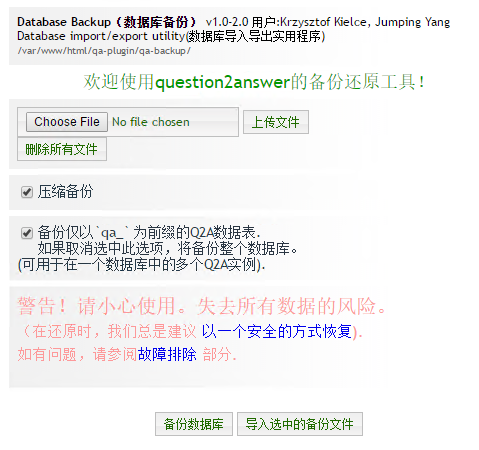 Database Backup（数据库备份） v1.0-2.0 用户:Krzysztof Kielce, Jumping Yang
Database import/export utility(数据库导入导出实用程序)
/var/www/html/qa-plugin/qa-backup/
欢迎使用question2answer的备份还原工具！
Choose File No file chosen 上传文件
删除所有文件
压缩备份
备份仅以`qa_` 为前缀的Q2A数据表.
如果取消选中此选项，将备份整个数据库。
(可用于在一个数据库中的多个Q2A实例).
警告！请小心使用。失去所有数据的风险。
（在还原时，我们总是建议 以一个安全的方式恢复).
如有问题，请参阅故障排除 部分.
备份数据库 导入选中的备份文件